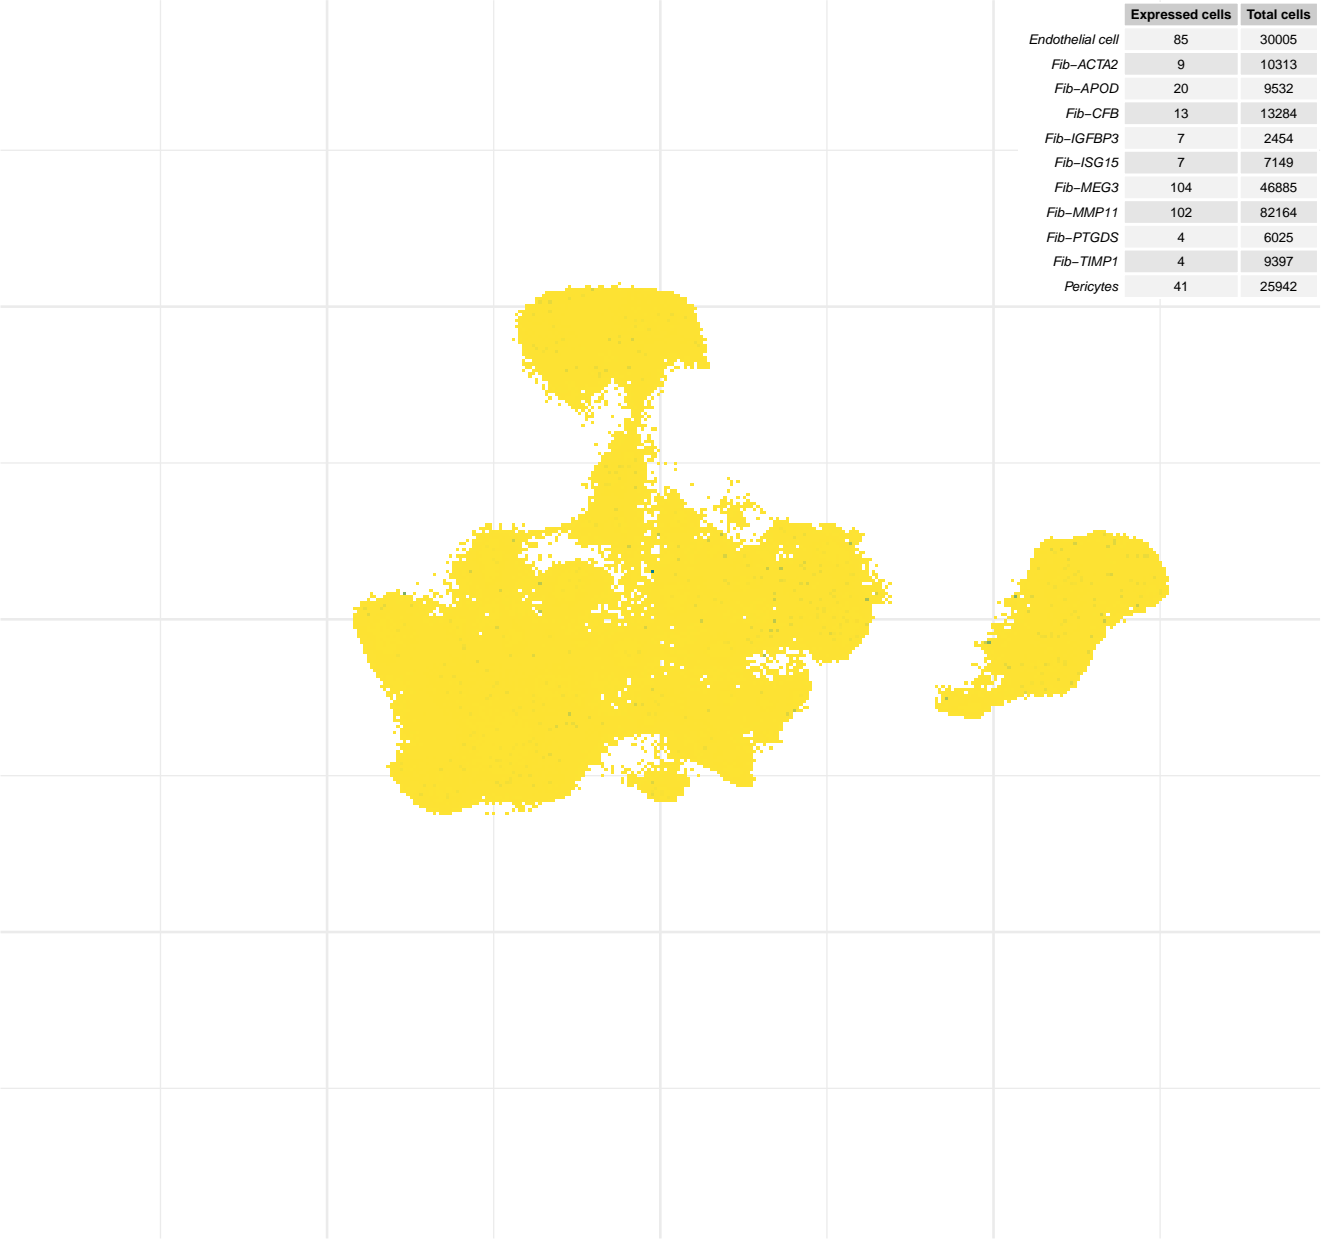 Expressed cells Total cells
Endothelial cell 85 30005
Fib−ACTA2 9 10313
Fib−APOD 20 9532
Fib−CFB 13 13284
Fib−IGFBP3 7 2454
Fib−ISG15 7 7149
Fib−MEG3 104 46885
Fib−MMP11 102 82164
Fib−PTGDS 4 6025
Fib−TIMP1 4 9397
Pericytes 41 25942